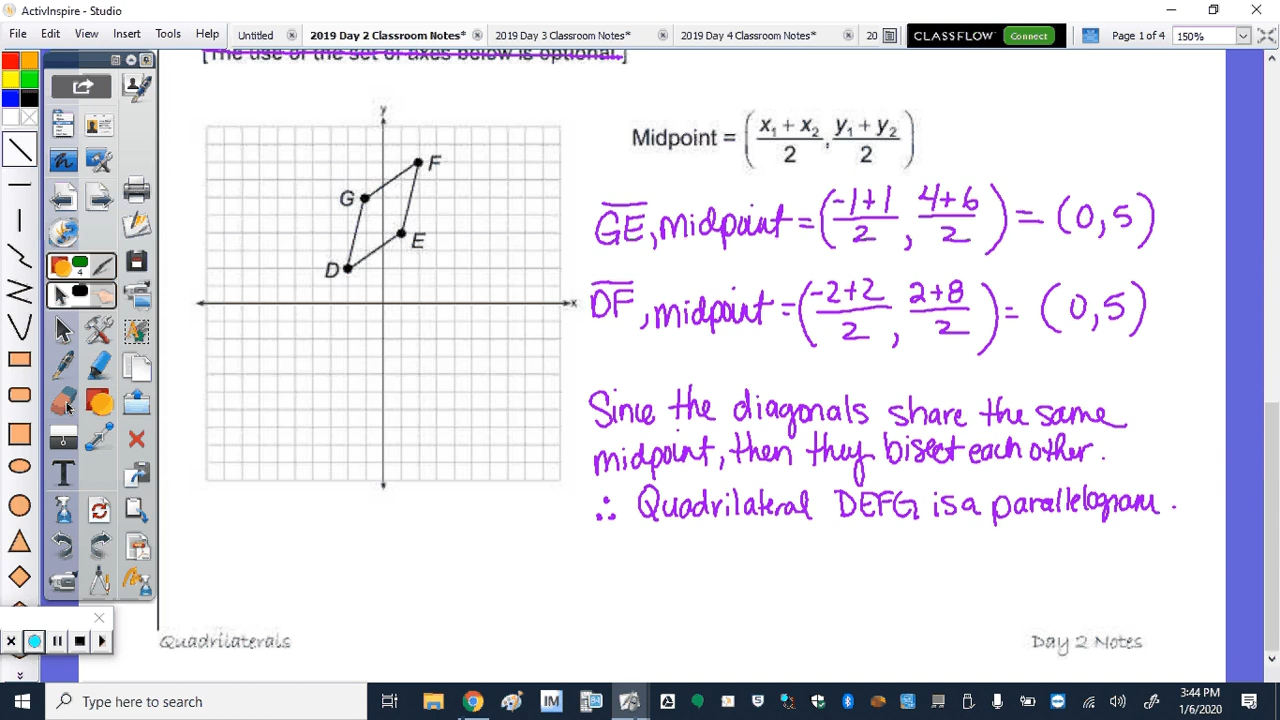 ActivInspire - Studio
File Edit View Insert Tools Help
Untitled
2019 Day 2 Classroom Notes*
2019 Day 3 Classroom Notes*
2019 Day 4 Classroom Notes*
20
CLASSFLOW Connect
Page 1 of 4
150%
[The use of the set of axes below is optional.]
Midpoint = (x₁ + x₂ / 2, y₁ + y₂ / 2)
y
F
G
E
D
x
GE, midpoint = (-1+1 / 2, 4+6 / 2) = (0,5)
DF, midpoint = (-2+2 / 2, 2+8 / 2) = (0,5)
Since the diagonals share the same
midpoint, then they bisect each other.
∴ Quadrilateral DEFG is a parallelogram.
4
T
Quadrilaterals
Day 2 Notes
Type here to search
IM
3:44 PM
1/6/2020